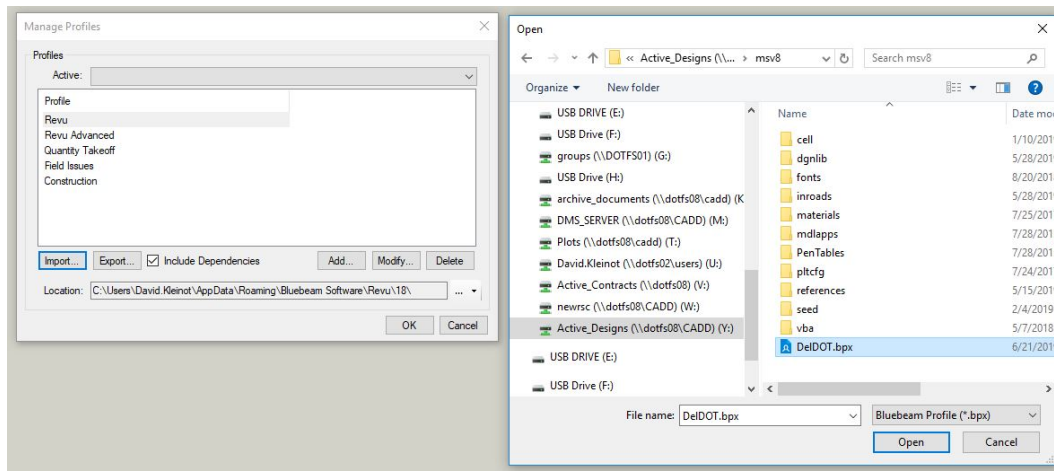 Manage Profiles
Profiles
Active:
Profile
Revu
Revu Advanced
Quantity Takeoff
Field Issues
Construction
Import... Export... Include Dependencies Add... Modify... Delete
Location: C:\Users\David.Kleinot\AppData\Roaming\Bluebeam Software\Revu\18\ ...
OK Cancel
Open
« Active_Designs (\\... > msv8 Search msv8
Organize New folder
USB DRIVE (E:)
USB Drive (F:)
groups (\\DOTFS01) (G:)
USB Drive (H:)
archive_documents (\\dotfs08\cadd) (K
DMS_SERVER (\\dotfs08\CADD) (M:)
Plots (\\dotfs08\cadd) (T:)
David.Kleinot (\\dotfs02\users) (U:)
Active_Contracts (\\dotfs08) (V:)
newrsc (\\dotfs08\CADD) (W:)
Active_Designs (\\dotfs08\CADD) (Y:)
USB DRIVE (E:)
USB Drive (F:)
Name Date mo
cell 1/10/201
dgnlib 5/28/201
fonts 8/20/201
inroads 5/28/201
materials 7/25/201
mdlapps 7/28/201
PenTables 7/28/201
pltcfg 7/24/201
references 5/15/201
seed 2/4/2019
vba 5/7/2018
DelDOT.bpx 6/21/201
File name: DelDOT.bpx Bluebeam Profile (*.bpx)
Open Cancel